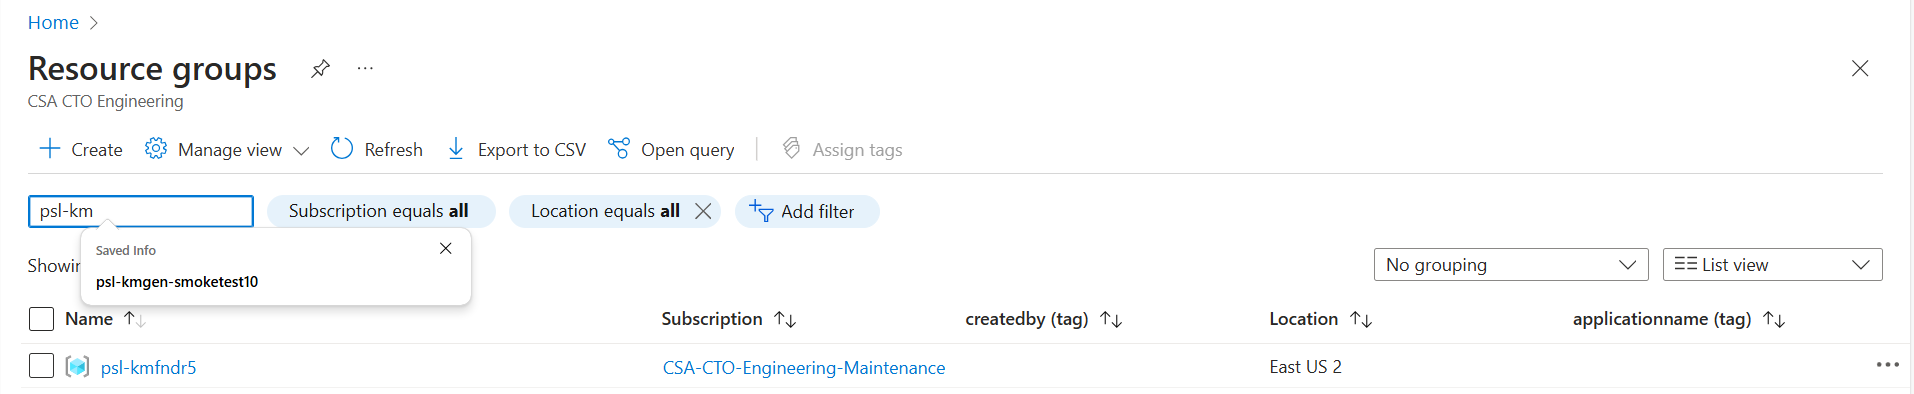 Home
Resource groups
CSA CTO Engineering
Create Manage view Refresh Export to CSV Open query Assign tags
psl-km Subscription equals all Location equals all Add filter
Saved Info
psl-kmgen-smoketest10
No grouping List view
Name Subscription createdby (tag) Location applicationname (tag)
psl-kmfndr5 CSA-CTO-Engineering-Maintenance East US 2